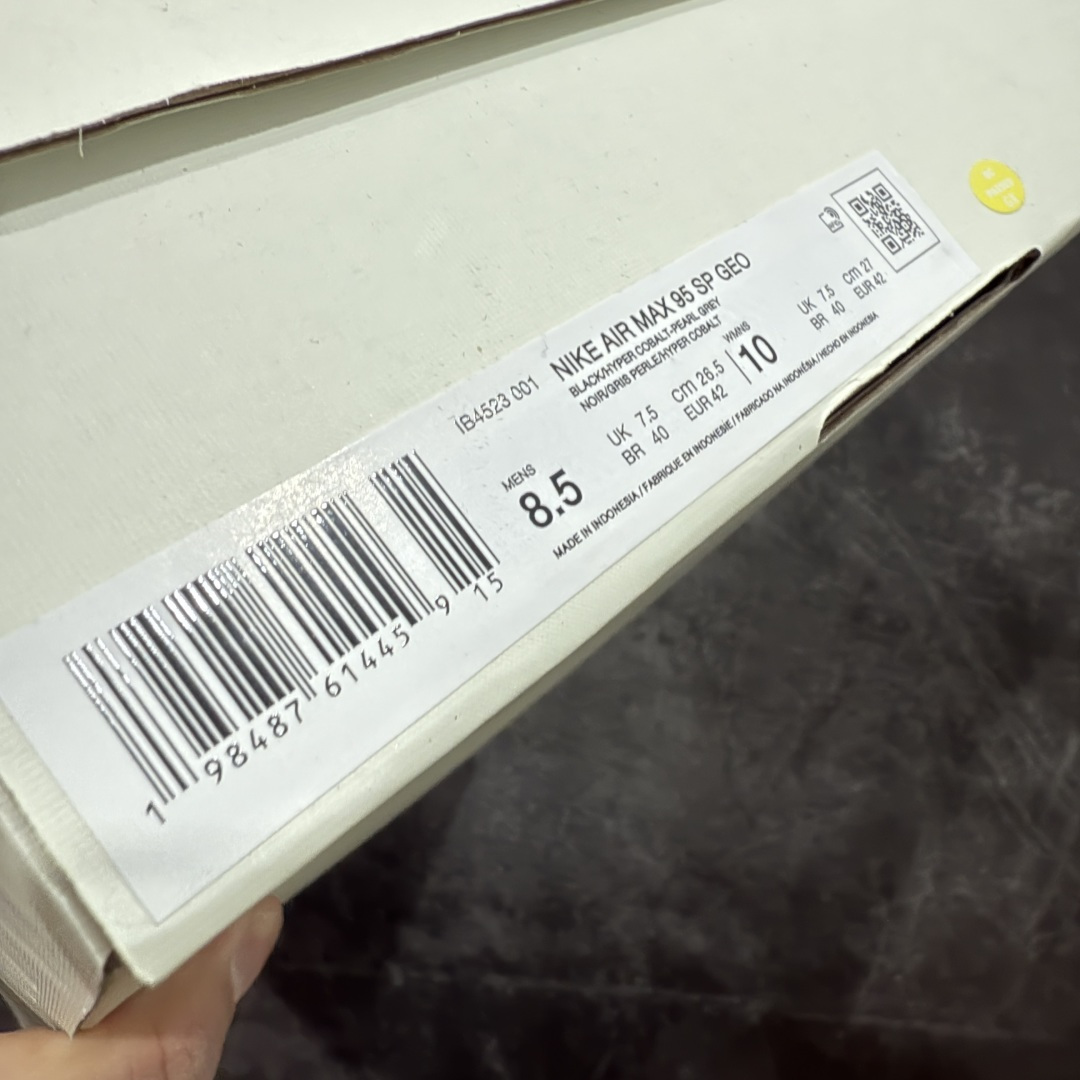 IB4523 001
NIKE AIR MAX 95 SP GEO
BLACK/HYPER COBALT-PEARL GREY
NOIR/GRIS PERLE/HYPER COBALT
MENS
8.5
UK 7.5 cm 26.5
BR 40 EUR 42
WMNS
10
UK 7.5 cm 27
BR 40 EUR 42
MADE IN INDONESIA / FABRIQUE EN INDONESIE / FABRICADO NA INDONÉSIA / HECHO EN INDONESIA
1 98487 61445 9 15